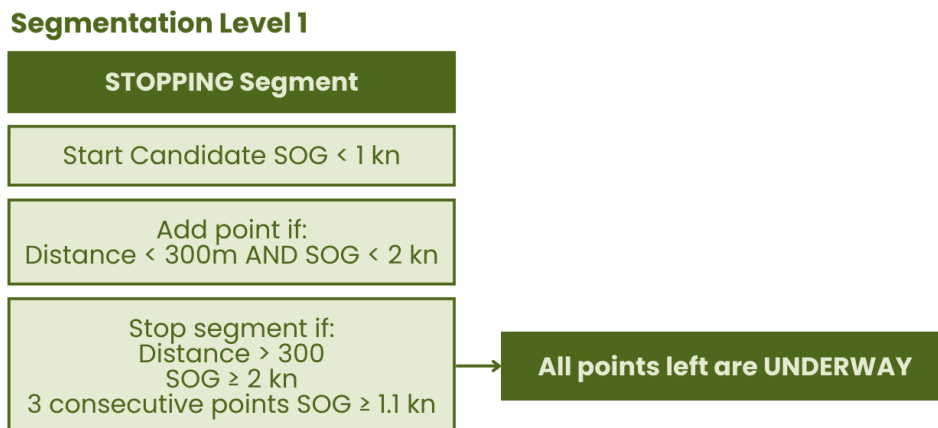 Segmentation Level 1
STOPPING Segment
Start Candidate SOG < 1 kn
Add point if:
Distance < 300m AND SOG < 2 kn
Stop segment if:
Distance > 300
SOG ≥ 2 kn
3 consecutive points SOG ≥ 1.1 kn
All points left are UNDERWAY